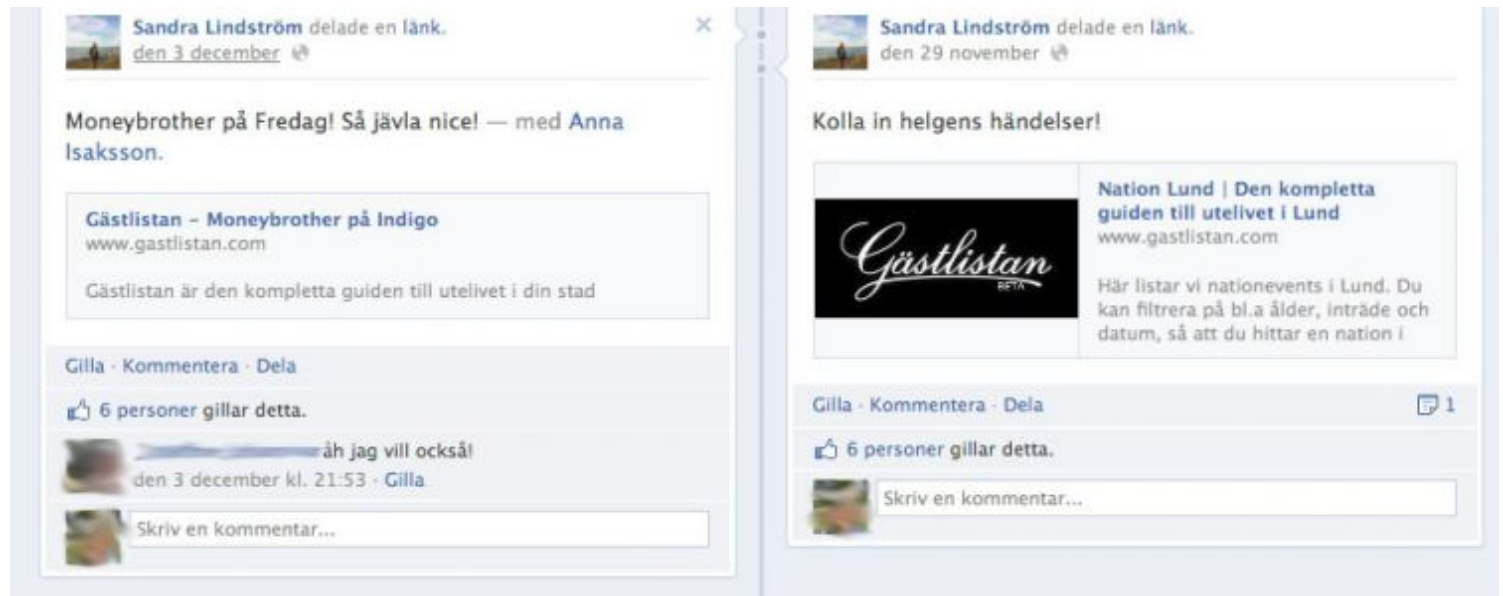 Sandra Lindström delade en länk.
den 3 december
Moneybrother på Fredag! Så jävla nice! — med Anna
Isaksson.
Gästlistan – Moneybrother på Indigo
www.gastlistan.com
Gästlistan är den kompletta guiden till utelivet i din stad
Gilla · Kommentera · Dela
6 personer gillar detta.
åh jag vill också!
den 3 december kl. 21:53 · Gilla
Skriv en kommentar...
Sandra Lindström delade en länk.
den 29 november
Kolla in helgens händelser!
Gästlistan
BETA
Nation Lund | Den kompletta
guiden till utelivet i Lund
www.gastlistan.com
Här listar vi nationevents i Lund. Du
kan filtrera på bl.a ålder, inträde och
datum, så att du hittar en nation i
Gilla · Kommentera · Dela
1
6 personer gillar detta.
Skriv en kommentar...